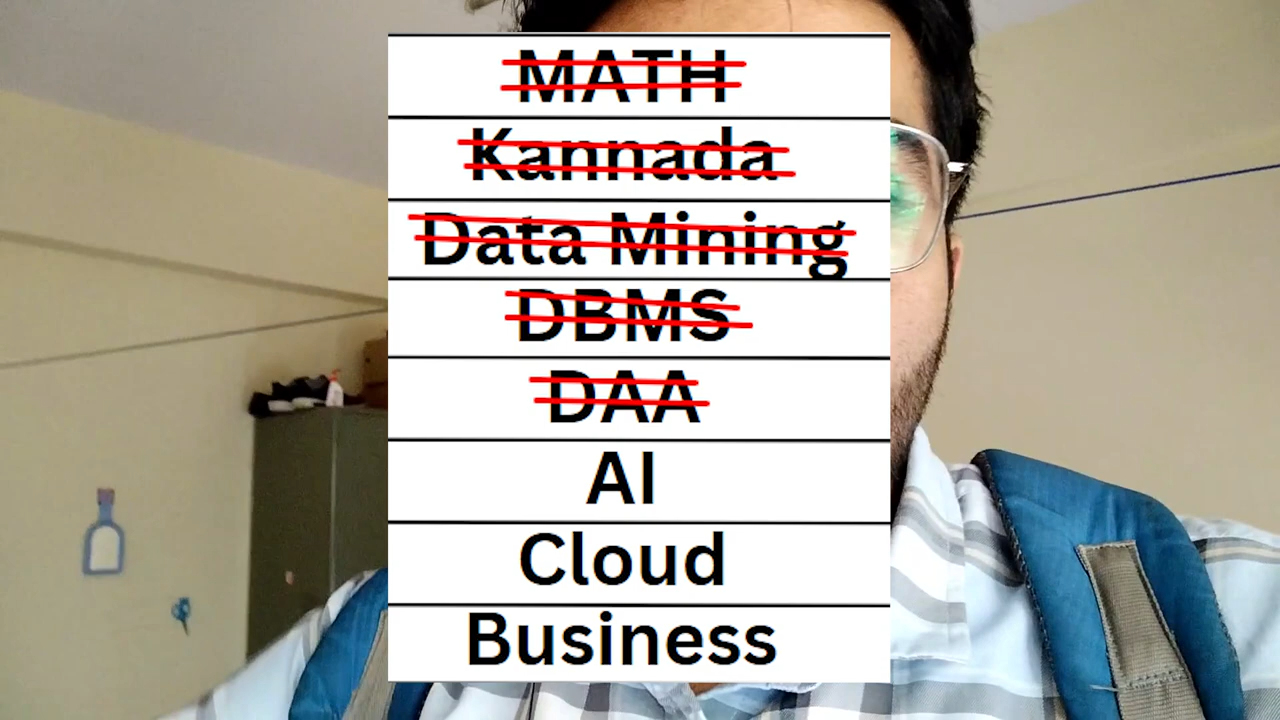 MATH
Kannada
Data Mining
DBMS
DAA
AI
Cloud
Business